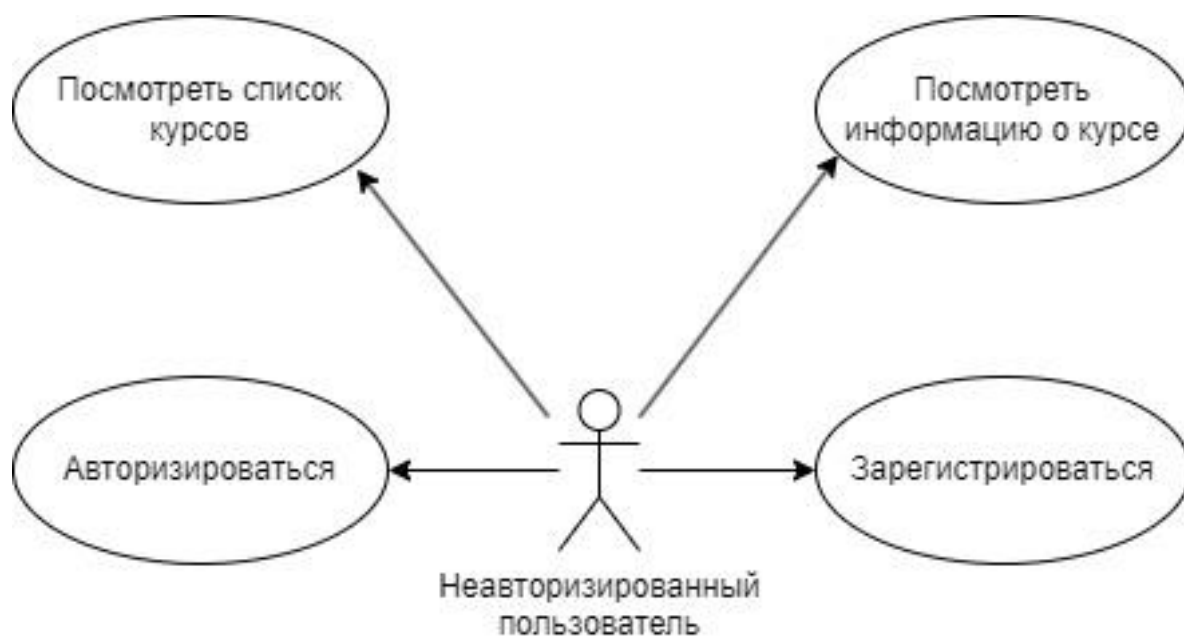 Посмотреть список
курсов
Посмотреть
информацию о курсе
Авторизироваться
Зарегистрироваться
Неавторизированный
пользователь